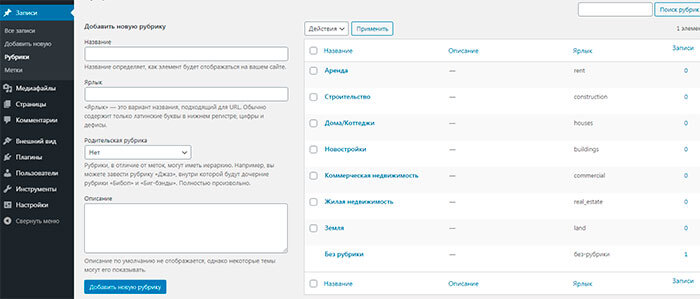 Записи
Все записи
Добавить новую
Рубрики
Метки
Медиафайлы
Страницы
Комментарии
Внешний вид
Плагины
Пользователи
Инструменты
Настройки
Свернуть меню
Добавить новую рубрику
Название
Название определяет, как элемент будет отображаться на вашем сайте.
Ярлык
«Ярлык» — это вариант названия, подходящий для URL. Обычно
содержит только латинские буквы в нижнем регистре, цифры и
дефисы.
Родительская рубрика
Нет
Рубрики, в отличие от меток, могут иметь иерархию. Например, вы
можете завести рубрику «Джаз», внутри которой будут дочерние
рубрики «Бибоп» и «Биг-бэнды». Полностью произвольно.
Описание
Описание по умолчанию не отображается, однако некоторые темы
могут его показывать.
Добавить новую рубрику
Поиск рубрик
Действия Применить 1 элемен
Название Описание Ярлык Записи
Аренда — rent 0
Строительство — construction 0
Дома/Коттеджи — houses 0
Новостройки — buildings 0
Коммерческая недвижимость — commercial 0
Жилая недвижимость — real_estate 0
Земля — land 0
Без рубрики — без-рубрики 1
Название Описание Ярлык Записи